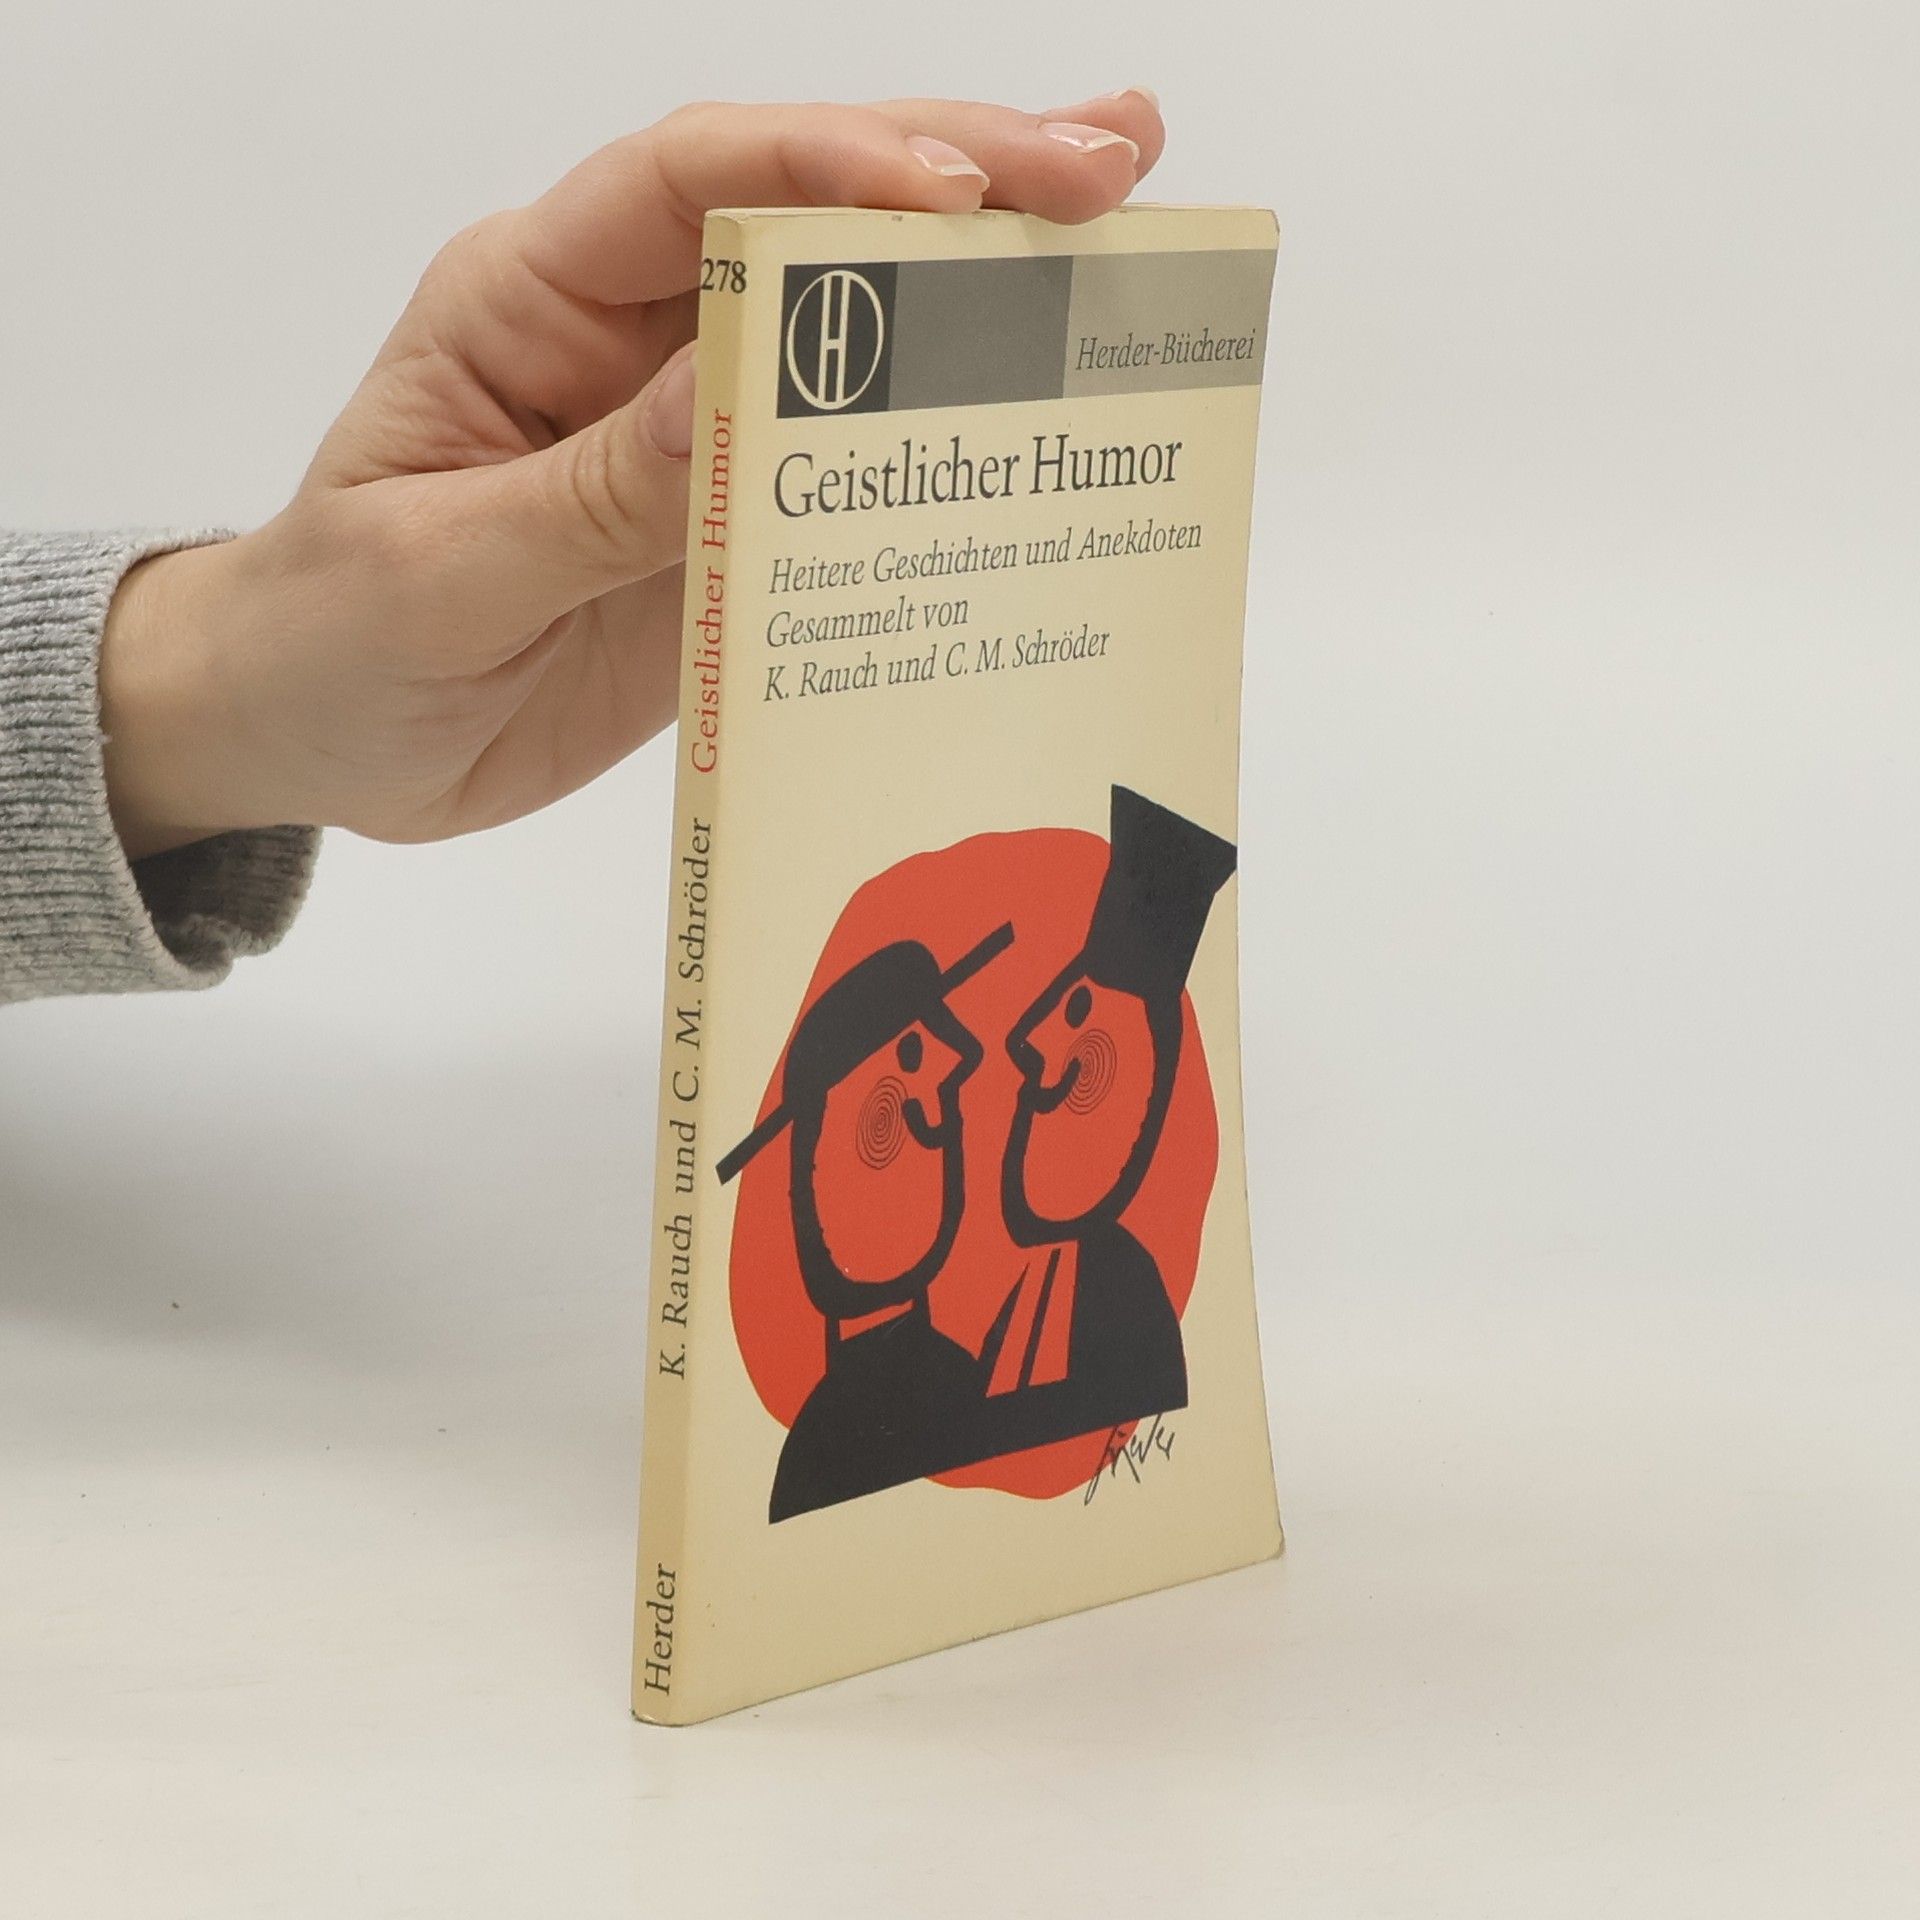 278
H
Herder-Bücherei
Geistlicher Humor
Heitere Geschichten und Anekdoten
Gesammelt von
K. Rauch und C. M. Schröder
Herder K. Rauch und C. M. Schröder Geistlicher Humor